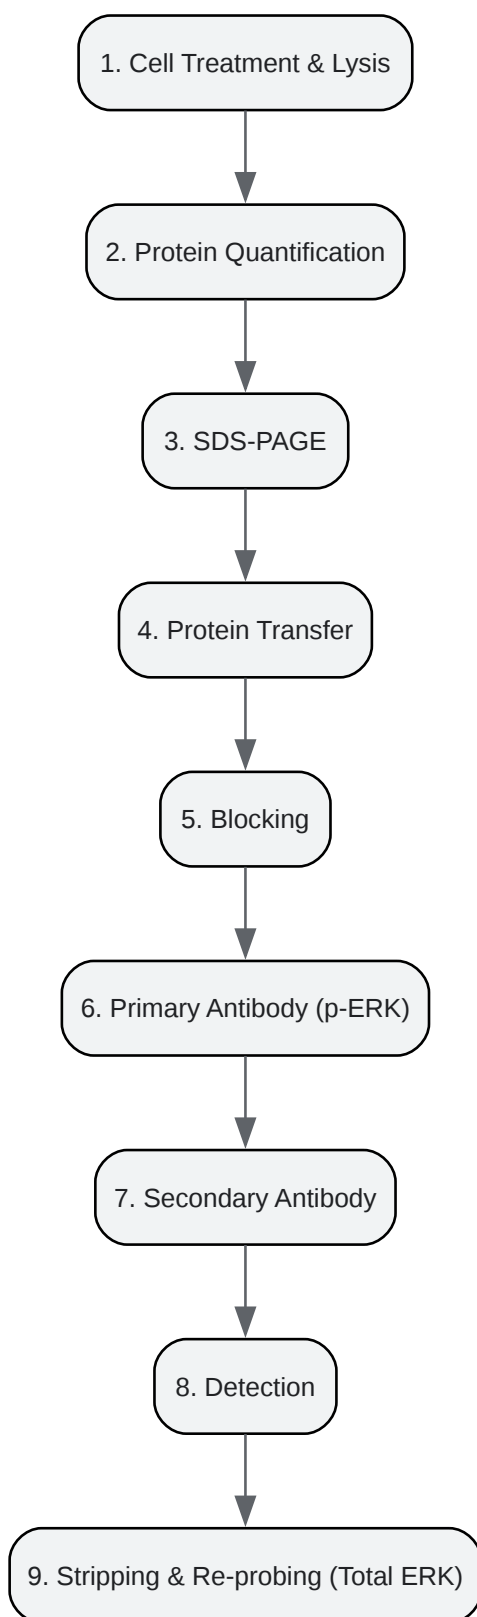 1. Cell Treatment & Lysis
2. Protein Quantification
3. SDS-PAGE
4. Protein Transfer
5. Blocking
6. Primary Antibody (p-ERK)
7. Secondary Antibody
8. Detection
9. Stripping & Re-probing (Total ERK)